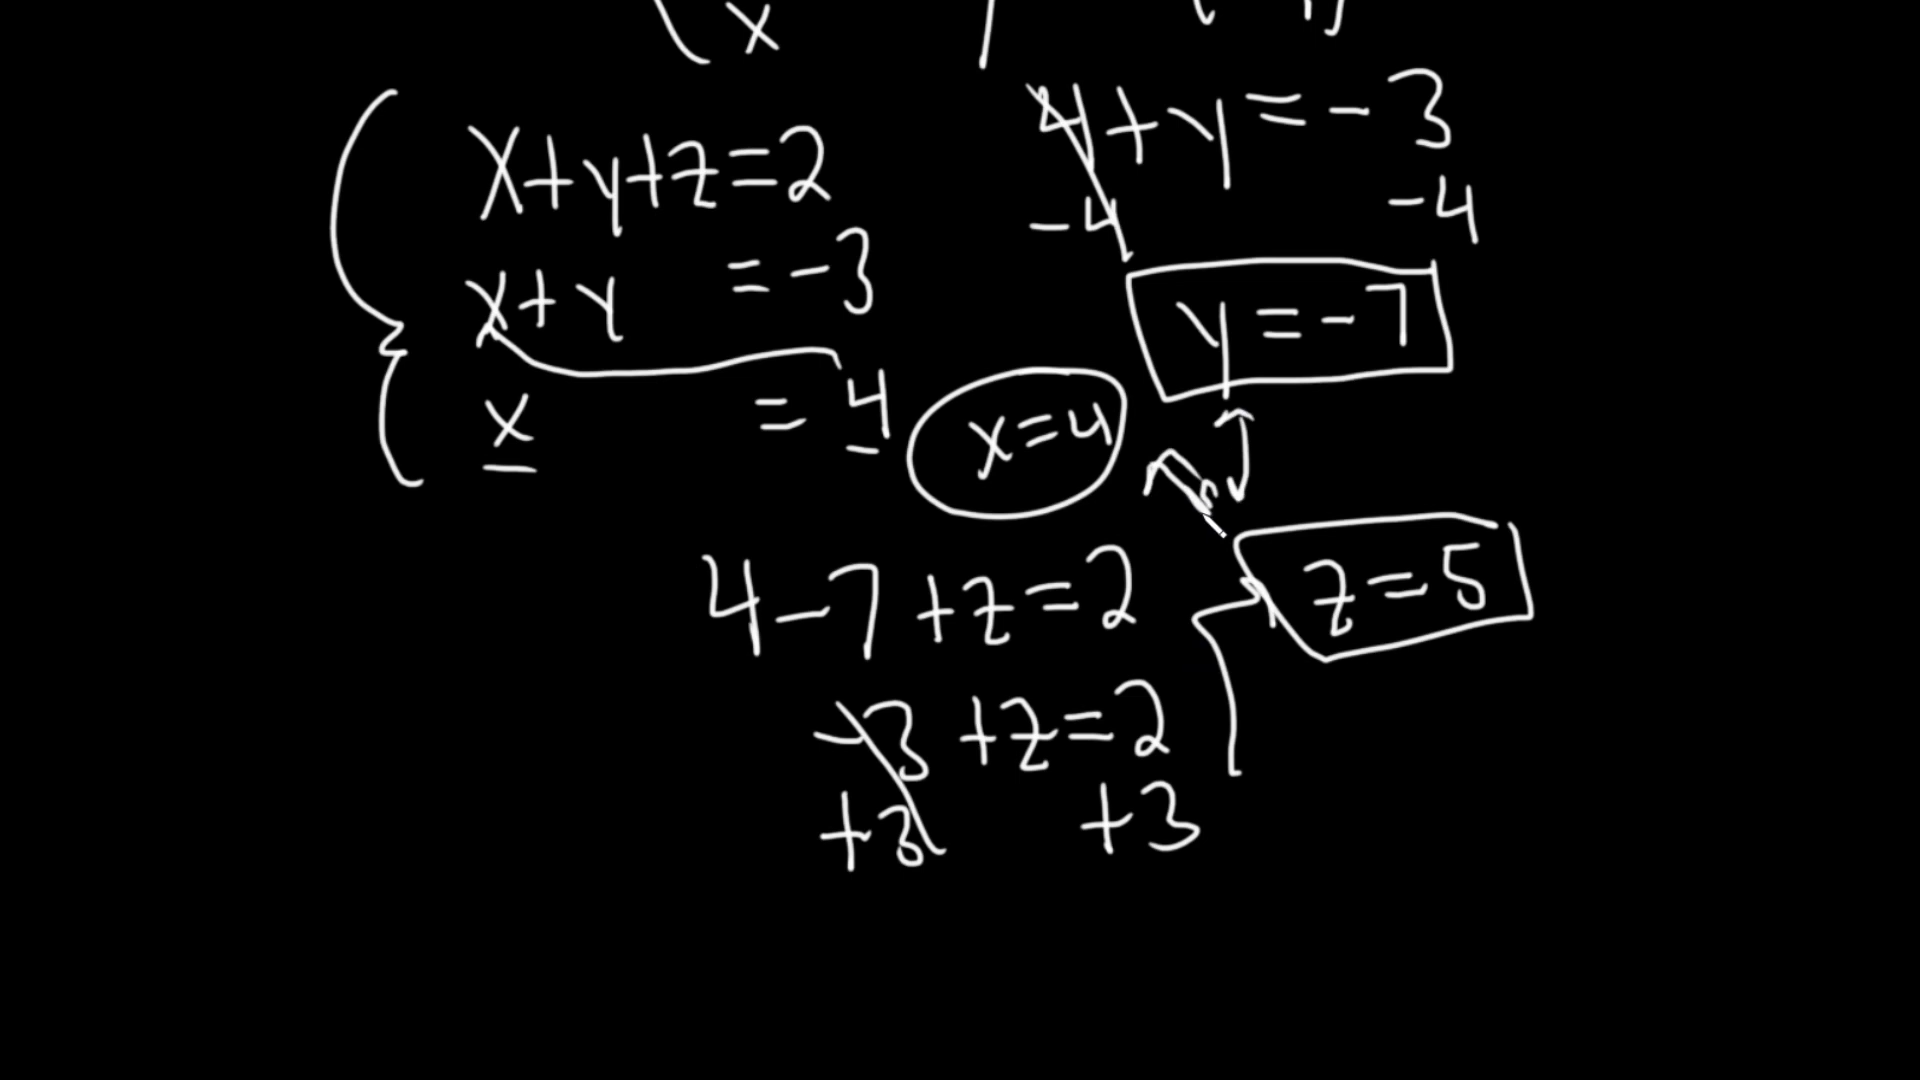 x
x+y+z=2
x+y = -3
x = 4
x=4
4+y=-3
-4 -4
y=-7
4-7+z=2
-3+z=2
+3 +3
z=5